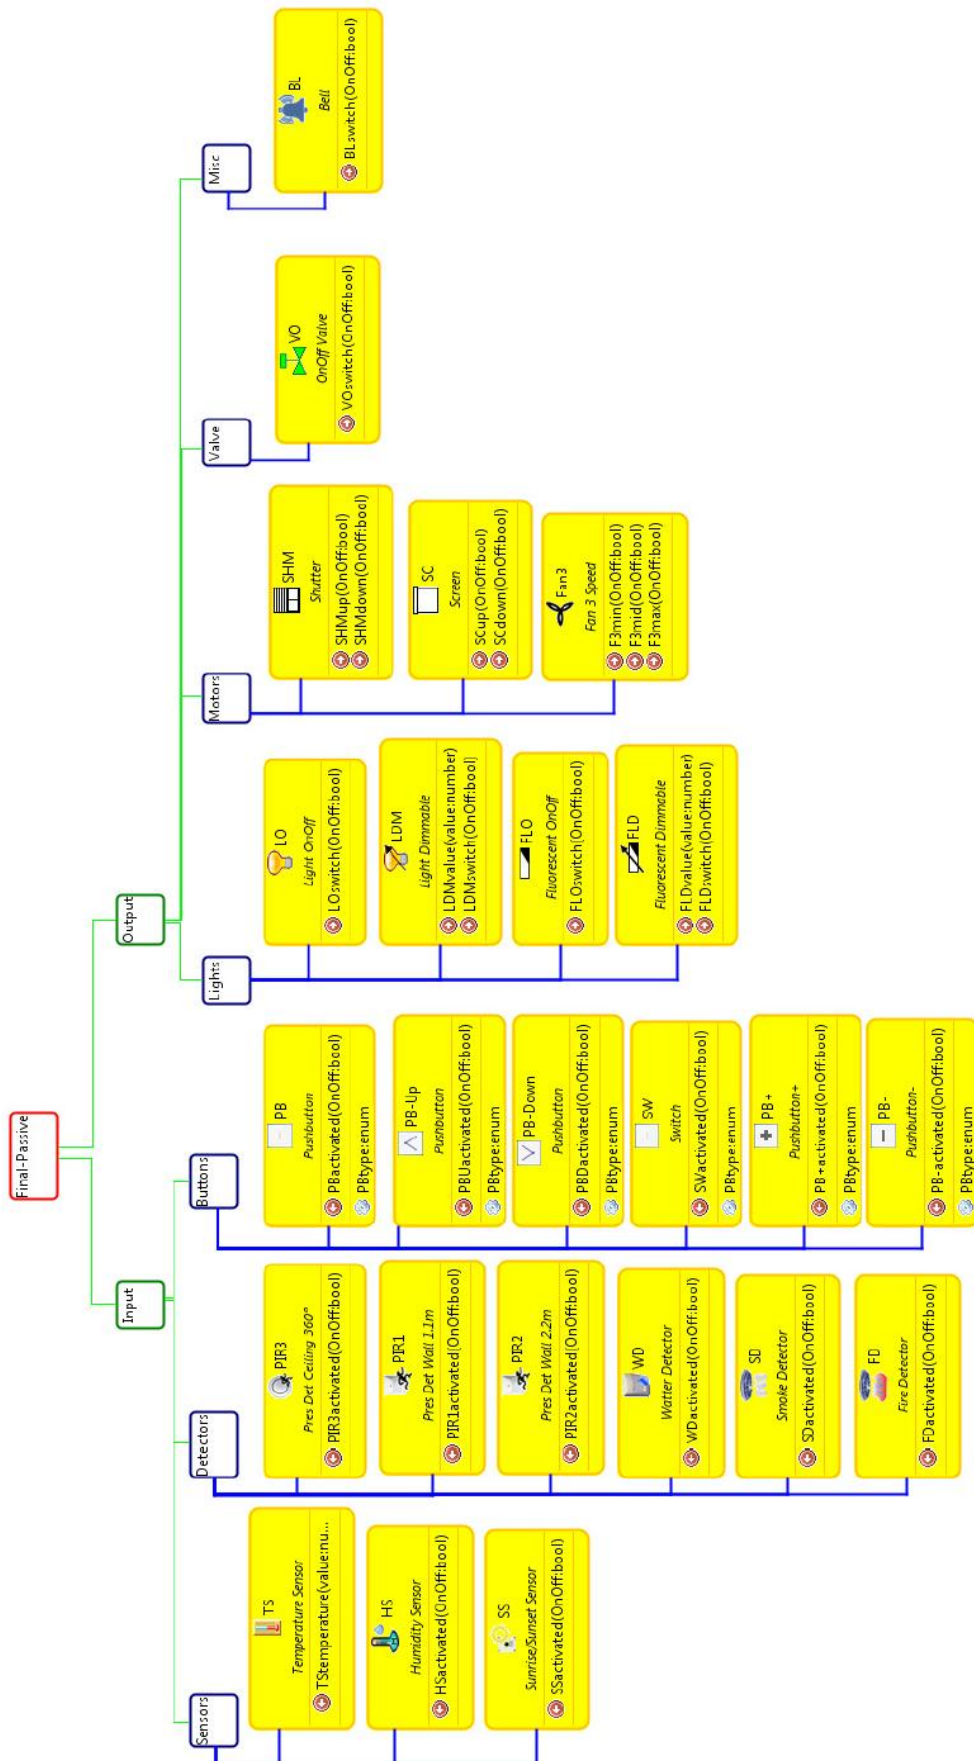 Final-Passive
Input
Output
Sensors
Detectors
Buttons
Lights
Motors
Valve
Misc
TS
Temperature Sensor
TStemperature(value:nu...
HS
Humidity Sensor
HSactivated(OnOff:bool)
SS
Sunrise/Sunset Sensor
SSactivated(OnOff:bool)
PIR3
Pres Det Ceiling 360º
PIR3activated(OnOff:bool)
PIR1
Pres Det Wall 1.1m
PIR1activated(OnOff:bool)
PIR2
Pres Det Wall 2.2m
PIR2activated(OnOff:bool)
WD
Watter Detector
WDactivated(OnOff:bool)
SD
Smoke Detector
SDactivated(OnOff:bool)
FD
Fire Detector
FDactivated(OnOff:bool)
PB
Pushbutton
PBactivated(OnOff:bool)
PBtype:enum
PB-Up
Pushbutton
PBUactivated(OnOff:bool)
PBtype:enum
PB-Down
Pushbutton
PBDactivated(OnOff:bool)
PBtype:enum
SW
Switch
SWactivated(OnOff:bool)
PBtype:enum
PB+
Pushbutton+
PB+activated(OnOff:bool)
PBtype:enum
PB-
Pushbutton-
PB-activated(OnOff:bool)
PBtype:enum
LO
Light OnOff
LOswitch(OnOff:bool)
LDM
Light Dimmable
LDMvalue(value:number)
LDMswitch(OnOff:bool)
FLO
Fluorescent OnOff
FLOswitch(OnOff:bool)
FLD
Fluorescent Dimmable
FLDvalue(value:number)
FLDswitch(OnOff:bool)
SHM
Shutter
SHMup(OnOff:bool)
SHMdown(OnOff:bool)
SC
Screen
SCup(OnOff:bool)
SCdown(OnOff:bool)
Fan3
Fan 3 Speed
F3min(OnOff:bool)
F3mid(OnOff:bool)
F3max(OnOff:bool)
VO
OnOff Valve
VOswitch(OnOff:bool)
BL
Bell
BLswitch(OnOff:bool)